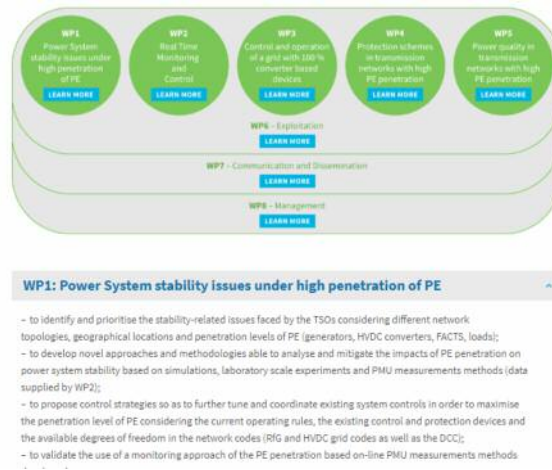 WP1
Power System
stability issues under
high penetration
of PE
LEARN MORE
WP2
Real Time
Monitoring
and
Control
LEARN MORE
WP3
Control and operation
of a grid with 100 %
converter based
devices
LEARN MORE
WP4
Protection schemes
in transmission
networks with high
PE penetration
LEARN MORE
WP5
Power quality in
transmission
networks with high
PE penetration
LEARN MORE
WP6 – Exploitation
LEARN MORE
WP7 – Communication and Dissemination
LEARN MORE
WP8 – Management
LEARN MORE
WP1: Power System stability issues under high penetration of PE
– to identify and prioritise the stability-related issues faced by the TSOs considering different network
topologies, geographical locations and penetration levels of PE (generators, HVDC converters, FACTS, loads);
– to develop novel approaches and methodologies able to analyse and mitigate the impacts of PE penetration on
power system stability based on simulations, laboratory scale experiments and PMU measurements methods (data
supplied by WP2);
– to propose control strategies so as to further tune and coordinate existing system controls in order to maximise
the penetration level of PE considering the current operating rules, the existing control and protection devices and
the available degrees of freedom in the network codes (RfG and HVDC grid codes as well as the DCC);
– to validate the use of a monitoring approach of the PE penetration based on-line PMU measurements methods